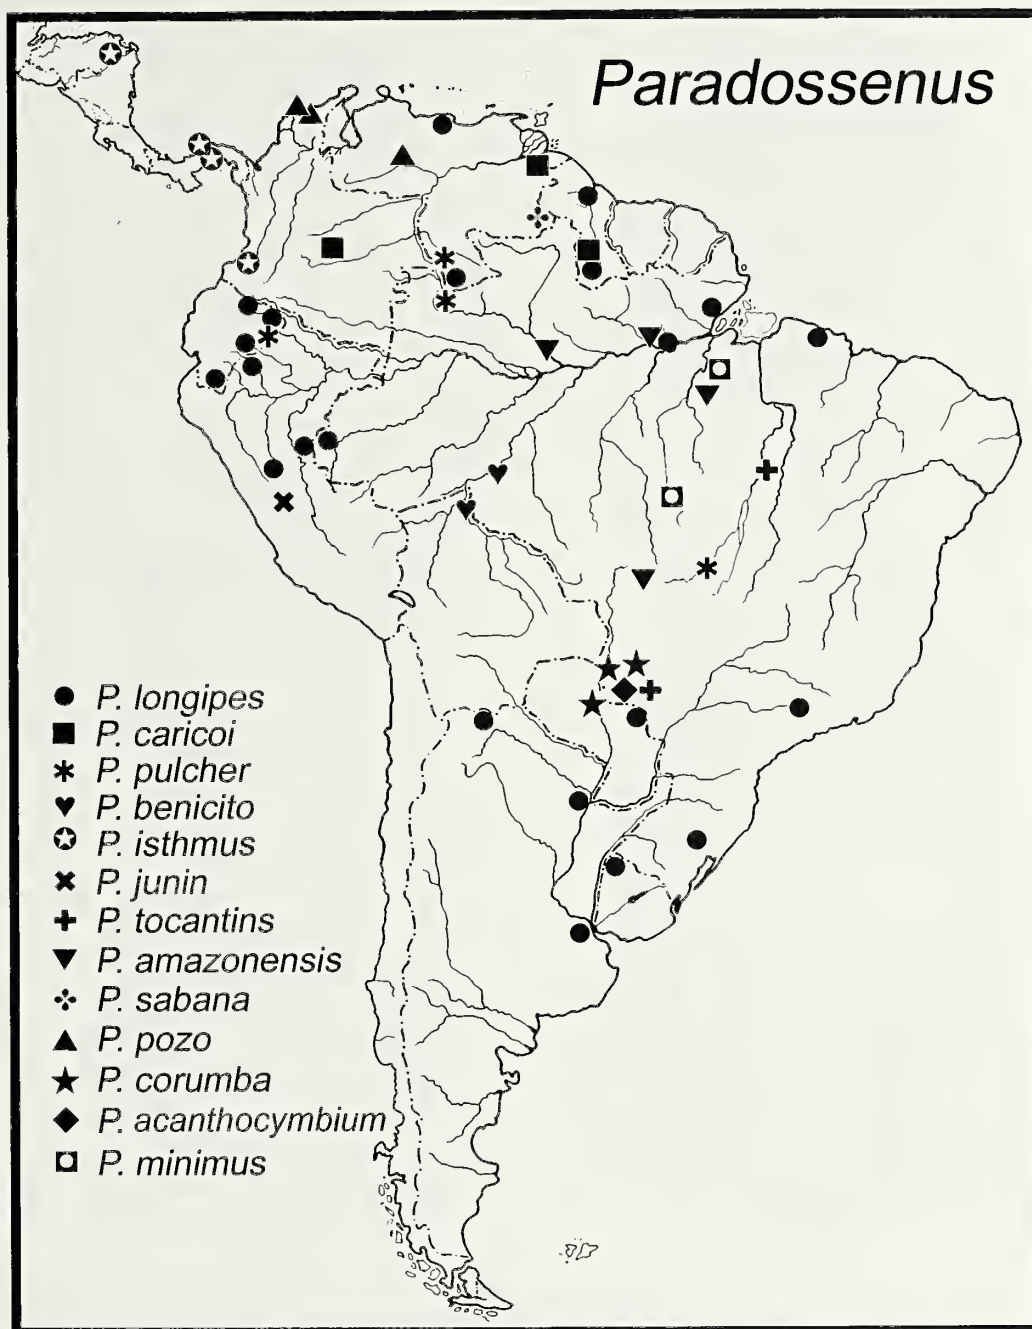 Paradossenus
P. longipes
P. caricoi
P. pulcher
P. benicito
P. isthmus
P. junin
P. tocantins
P. amazonensis
P. sabana
P. pozo
P. corumba
P. acanthocymbium
P. minimus